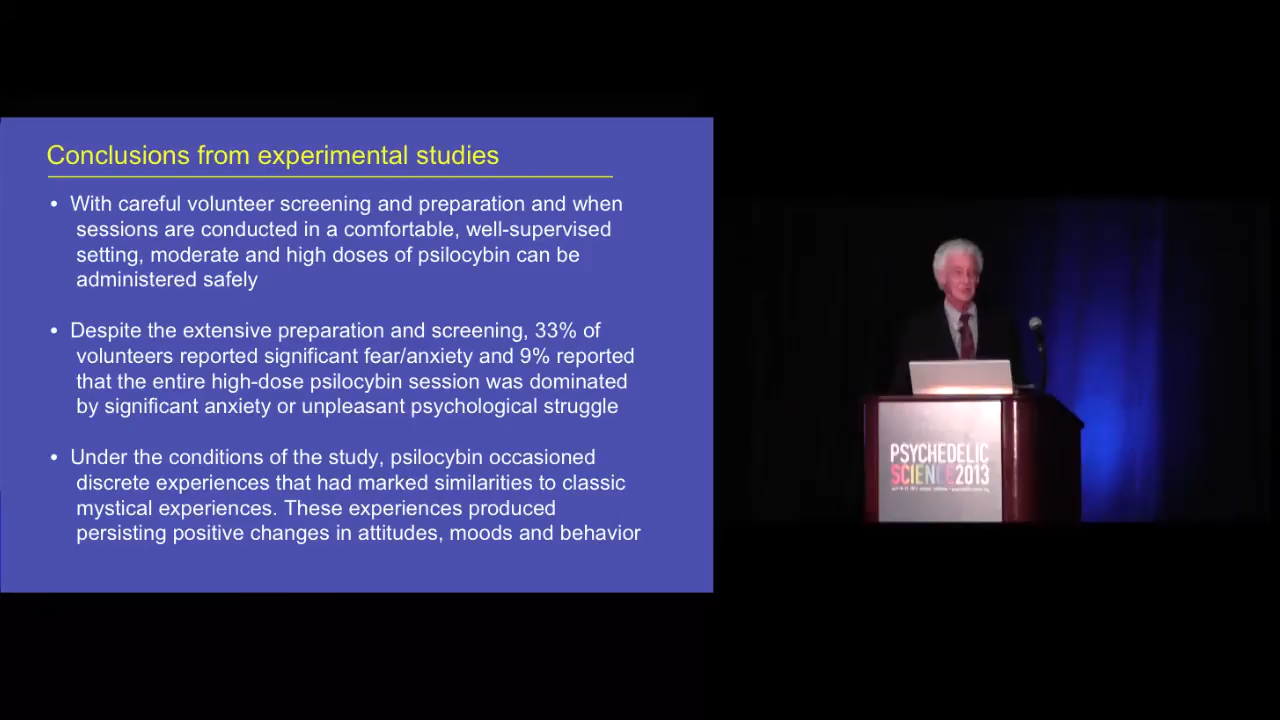 Conclusions from experimental studies
• With careful volunteer screening and preparation and when
sessions are conducted in a comfortable, well-supervised
setting, moderate and high doses of psilocybin can be
administered safely
• Despite the extensive preparation and screening, 33% of
volunteers reported significant fear/anxiety and 9% reported
that the entire high-dose psilocybin session was dominated
by significant anxiety or unpleasant psychological struggle
• Under the conditions of the study, psilocybin occasioned
discrete experiences that had marked similarities to classic
mystical experiences. These experiences produced
persisting positive changes in attitudes, moods and behavior
PSYCHEDELIC
SCIENCE2013